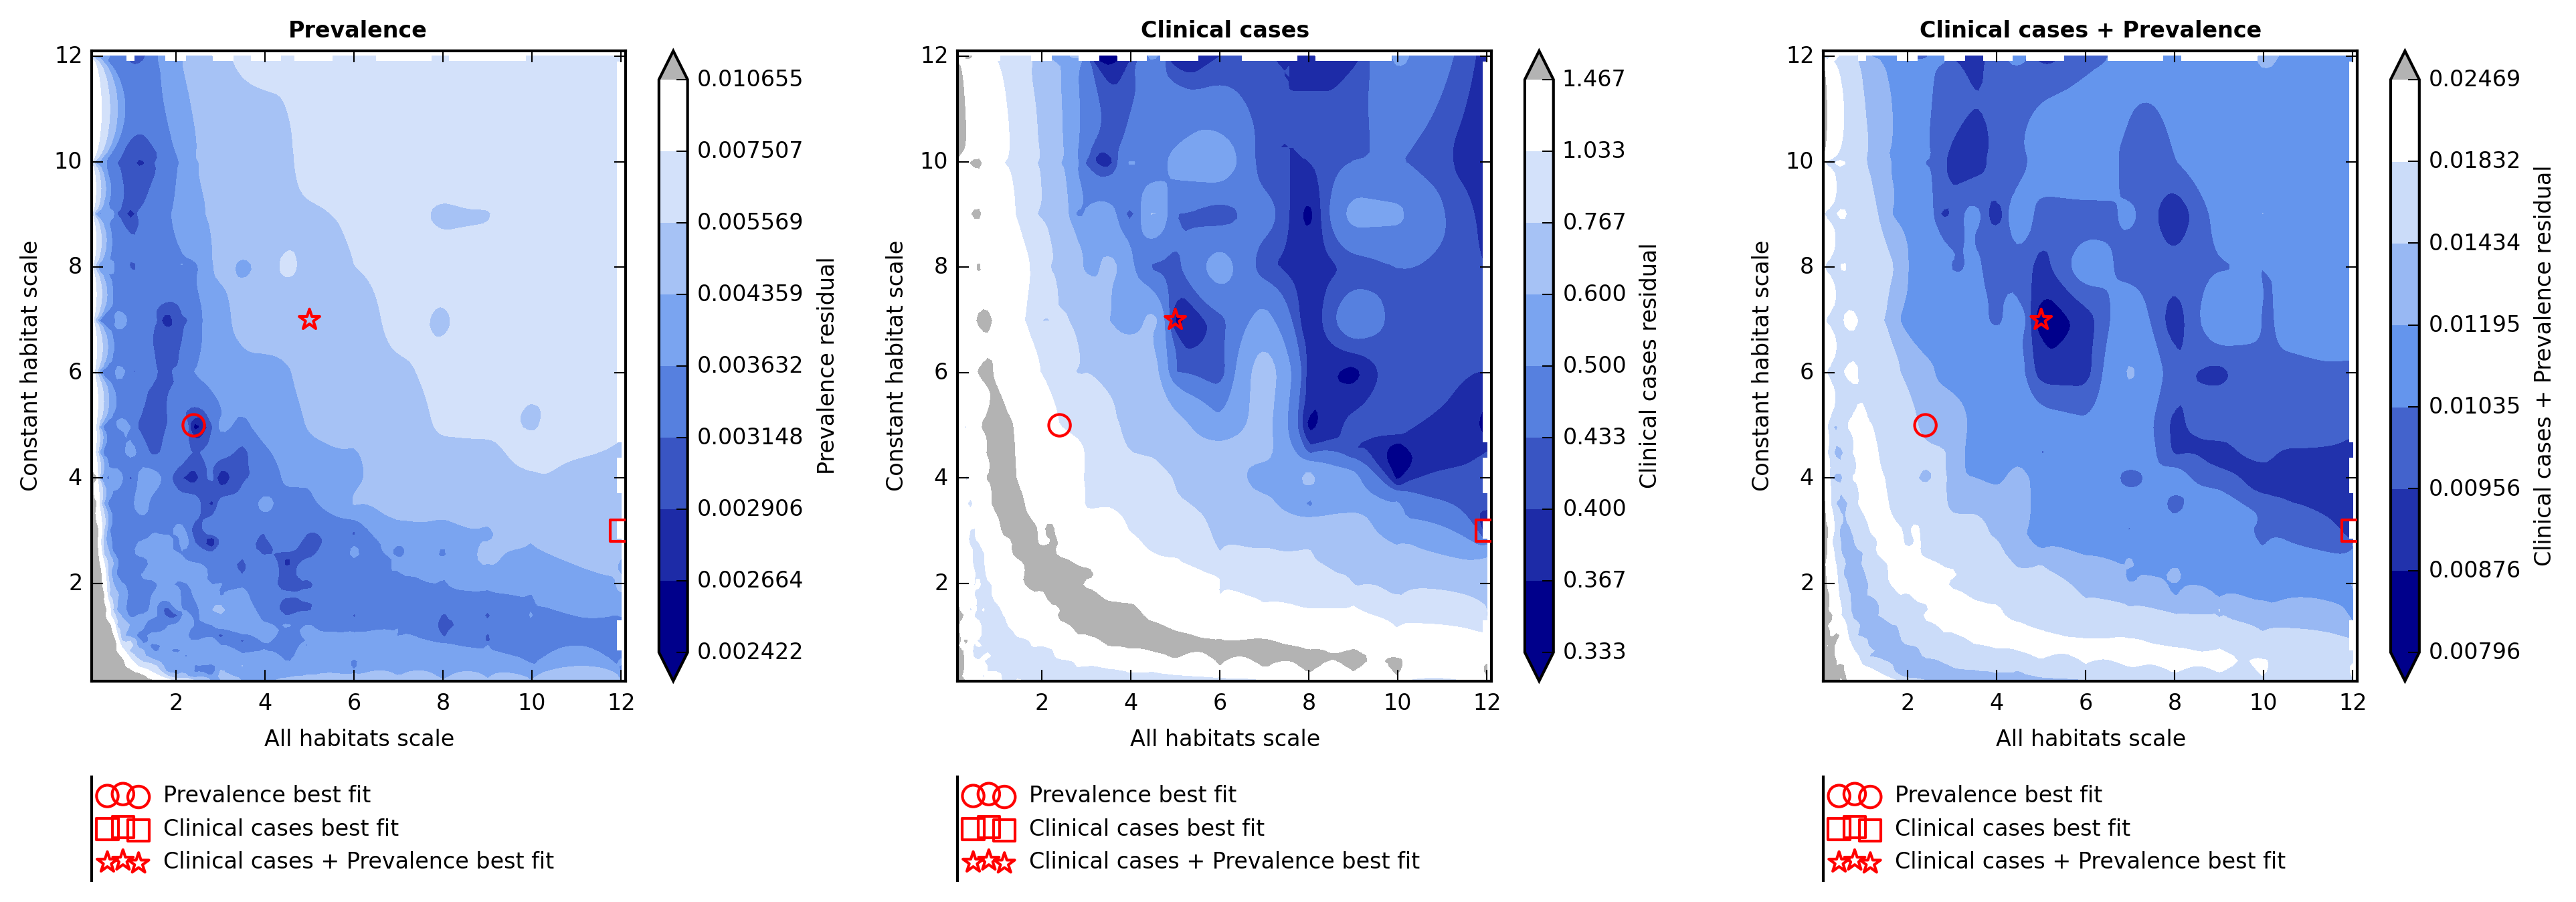 Prevalence
Constant habitat scale
12
10
8
6
4
2
2 4 6 8 10 12
All habitats scale
0.010655
0.007507
0.005569
0.004359
0.003632
0.003148
0.002906
0.002664
0.002422
Prevalence residual
Prevalence best fit
Clinical cases best fit
Clinical cases + Prevalence best fit
Clinical cases
Constant habitat scale
12
10
8
6
4
2
2 4 6 8 10 12
All habitats scale
1.467
1.033
0.767
0.600
0.500
0.433
0.400
0.367
0.333
Clinical cases residual
Prevalence best fit
Clinical cases best fit
Clinical cases + Prevalence best fit
Clinical cases + Prevalence
Constant habitat scale
12
10
8
6
4
2
2 4 6 8 10 12
All habitats scale
0.02469
0.01832
0.01434
0.01195
0.01035
0.00956
0.00876
0.00796
Clinical cases + Prevalence residual
Prevalence best fit
Clinical cases best fit
Clinical cases + Prevalence best fit